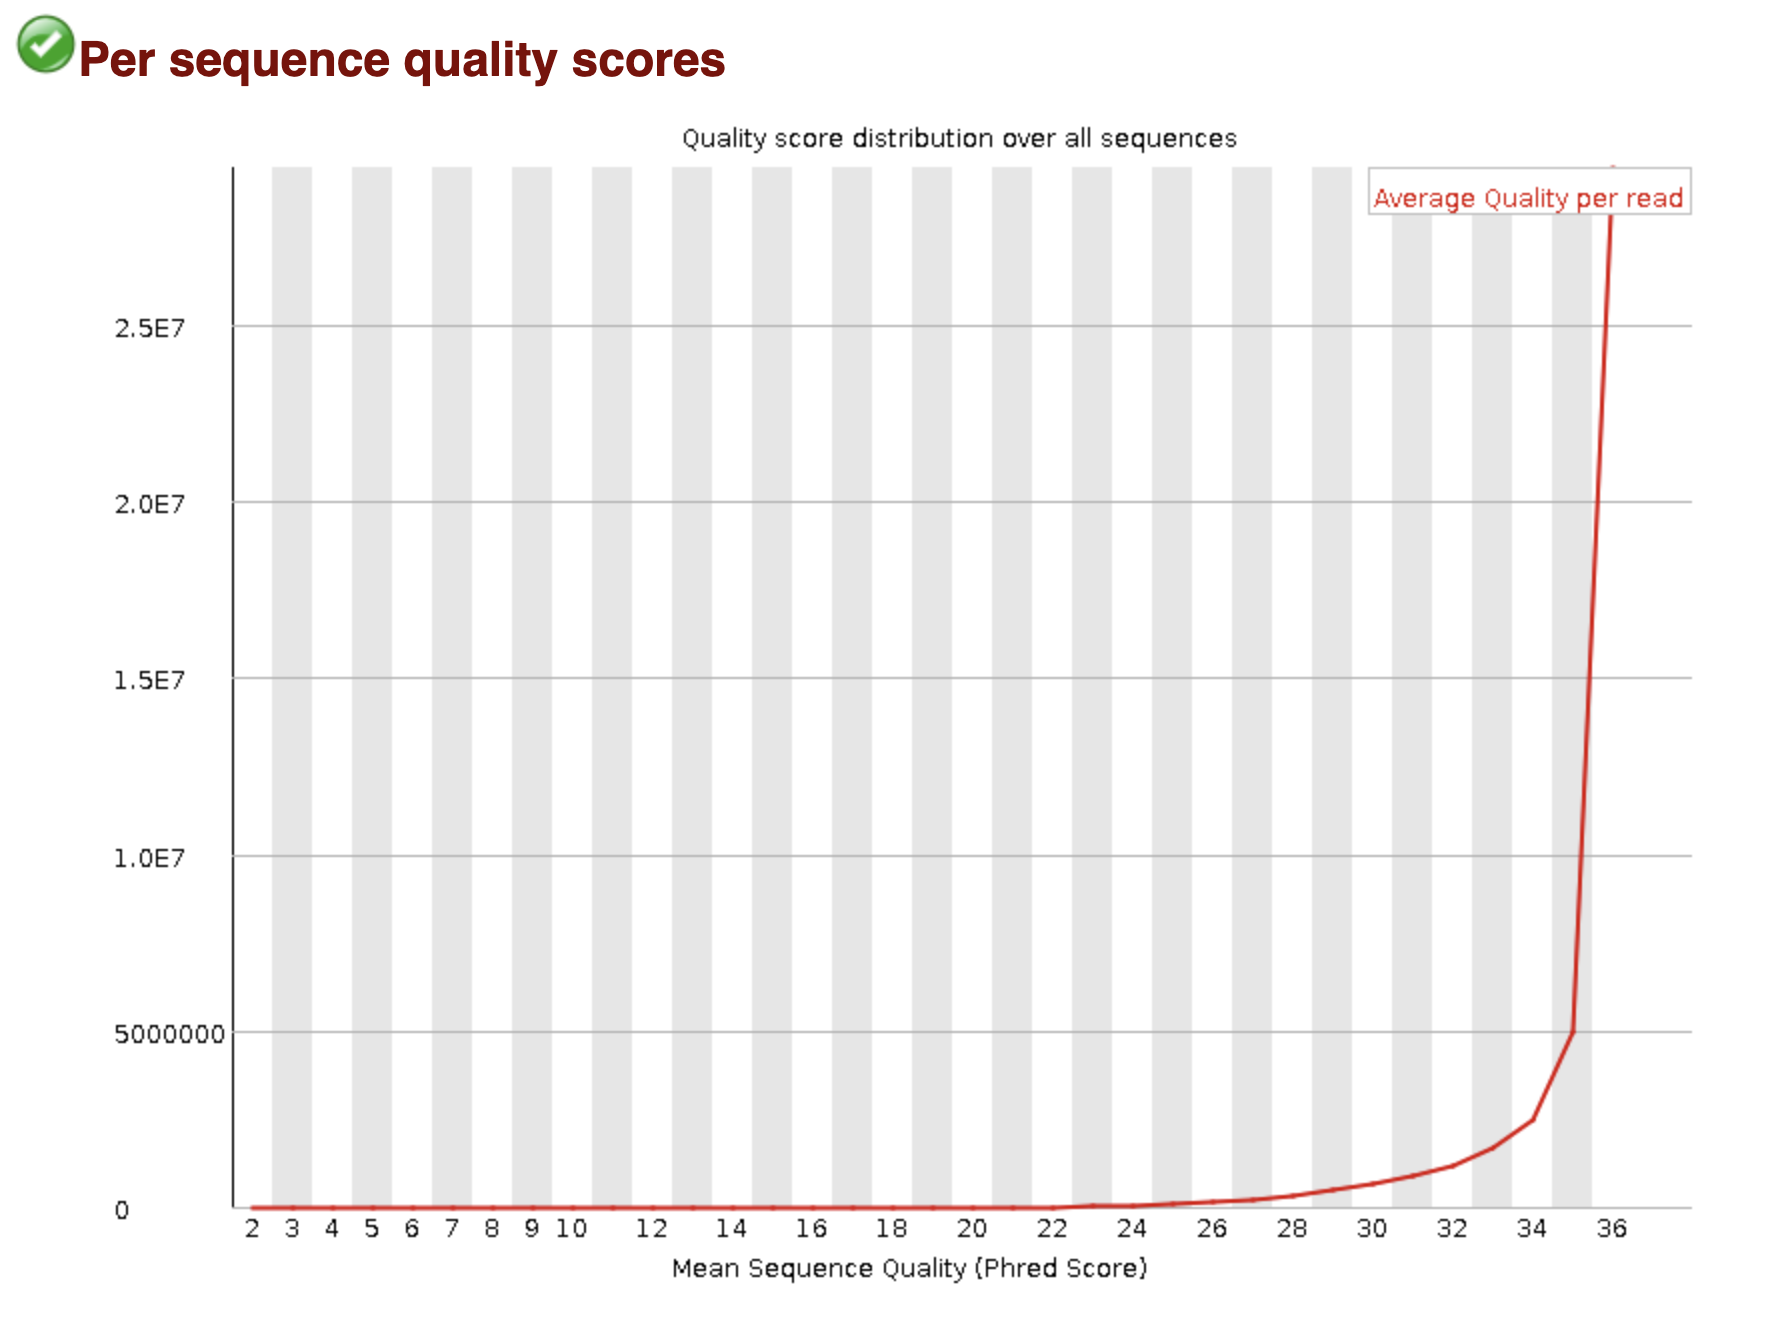 Per sequence quality scores
Quality score distribution over all sequences
Average Quality per read
2.5E7
2.0E7
1.5E7
1.0E7
5000000
0
2 3 4 5 6 7 8 9 10 12 14 16 18 20 22 24 26 28 30 32 34 36
Mean Sequence Quality (Phred Score)